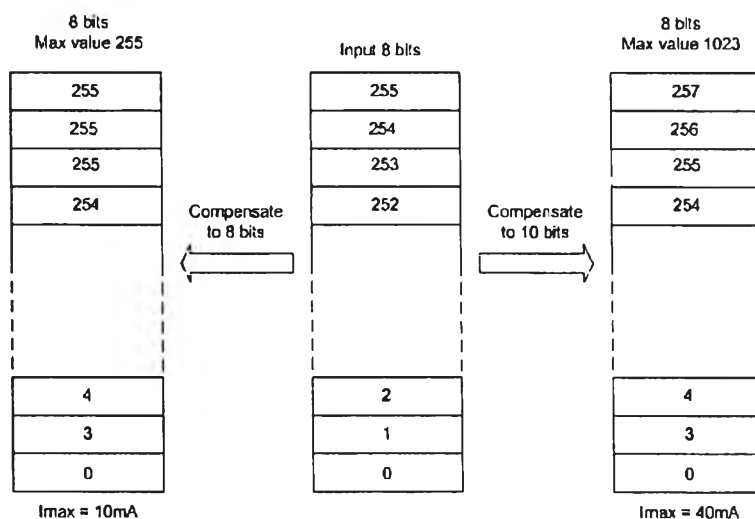 8 bits
Max value 255
Input 8 bits
8 bits
Max value 1023
255
255
257
255
254
256
255
253
255
254
252
254
Compensate
to 8 bits
Compensate
to 10 bits
4
2
4
3
1
3
0
0
0
Imax = 10mA
Imax = 40mA